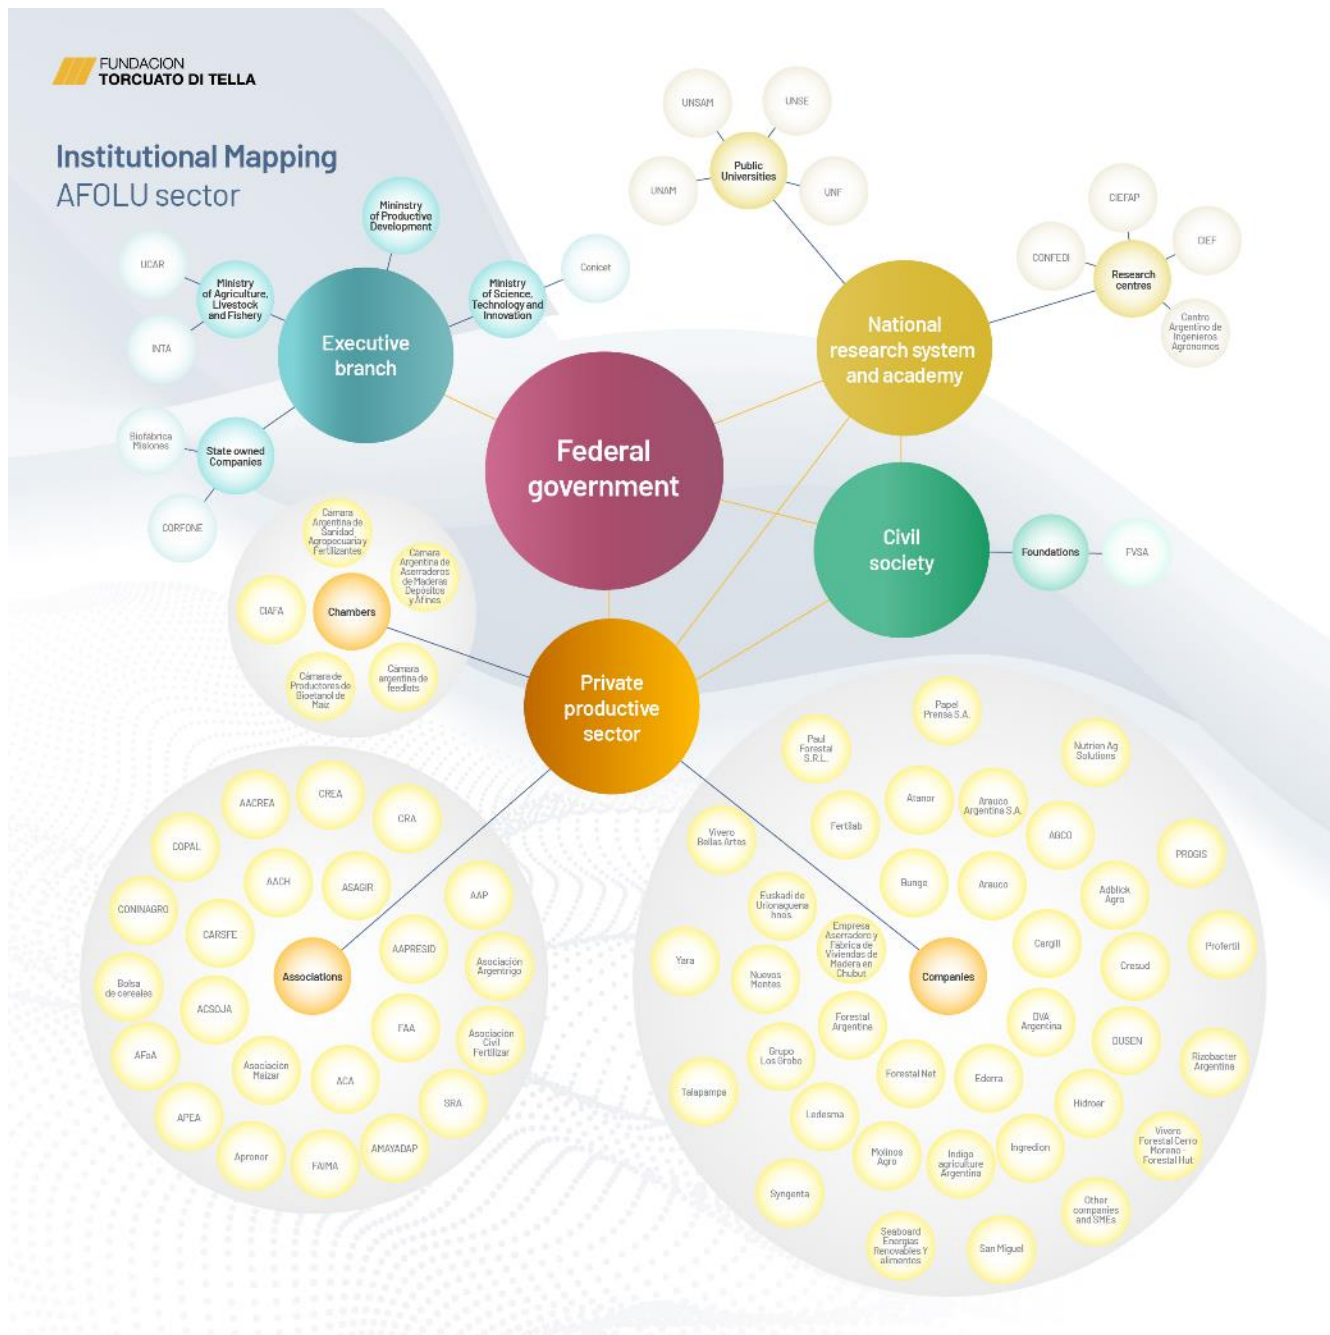 FUNDACION
TORCUATO DI TELLA
Institutional Mapping
AFOLU sector
UNSAM
UNSE
Public
Universities
UNAM
UNF
CIEFAP
CIEF
CONFEDI
Research
centres
Centro
Argentino de
Ingenieros
Agronomos
Mininstry
of Productive
Development
UCAR
Ministry
of Agriculture,
Livestock
and Fishery
INTA
Ministry
of Science,
Technology and
Innovation
Conicet
Executive
branch
National
research system
and academy
Biofábrica
Misiones
State owned
Companies
CORFONE
Federal
government
Civil
society
Foundations
FVSA
Cámara
Argentina de
Sanidad
Agropecuaria y
Fertilizantes
Cámara
Argentina de
Aserraderos
de Maderas
Depósitos
y Afines
CIAFA
Chambers
Cámara de
Productores de
Bioetanol de
Maíz
Cámara
argentina de
feedlots
Private
productive
sector
AACREA
CREA
CRA
COPAL
AACH
ASAGIR
AAP
CONINAGRO
CARSFE
AAPRESID
Asociación
Argentrigo
Associations
Bolsa
de cereales
ACSOJA
FAA
Asociacion
Civil
Fertilizar
AFoA
Asociación
Maizar
ACA
SRA
APEA
Apronor
FAIMA
AMAYADAP
Papel
Prensa S.A.
Paul
Forestal
S.R.L.
Nutrien Ag
Solutions
Atanor
Arauco
Argentina S.A.
Fertilab
AGCO
Vivero
Bellas Artes
PROGIS
Bunge
Arauco
Adblick
Agro
Euskadi de
Urionaguena
hnos.
Empresa
Aserradero y
Fábrica de
Viviendas de
Madera en
Chubut
Cargill
Profertil
Yara
Nuevos
Montes
Companies
Cresud
Forestal
Argentina
DVA
Argentina
DUSEN
Grupo
Los Grobo
Rizobacter
Argentina
Forestal Net
Ederra
Talapampa
Ledesma
Hidroar
Molinos
Agro
Indigo
agriculture
Argentina
Ingredion
Vivero
Forestal Cerro
Moreno -
Forestal Hut
Syngenta
Other
companies
and SMEs
Seaboard
Energías
Renovables Y
alimentos
San Miguel